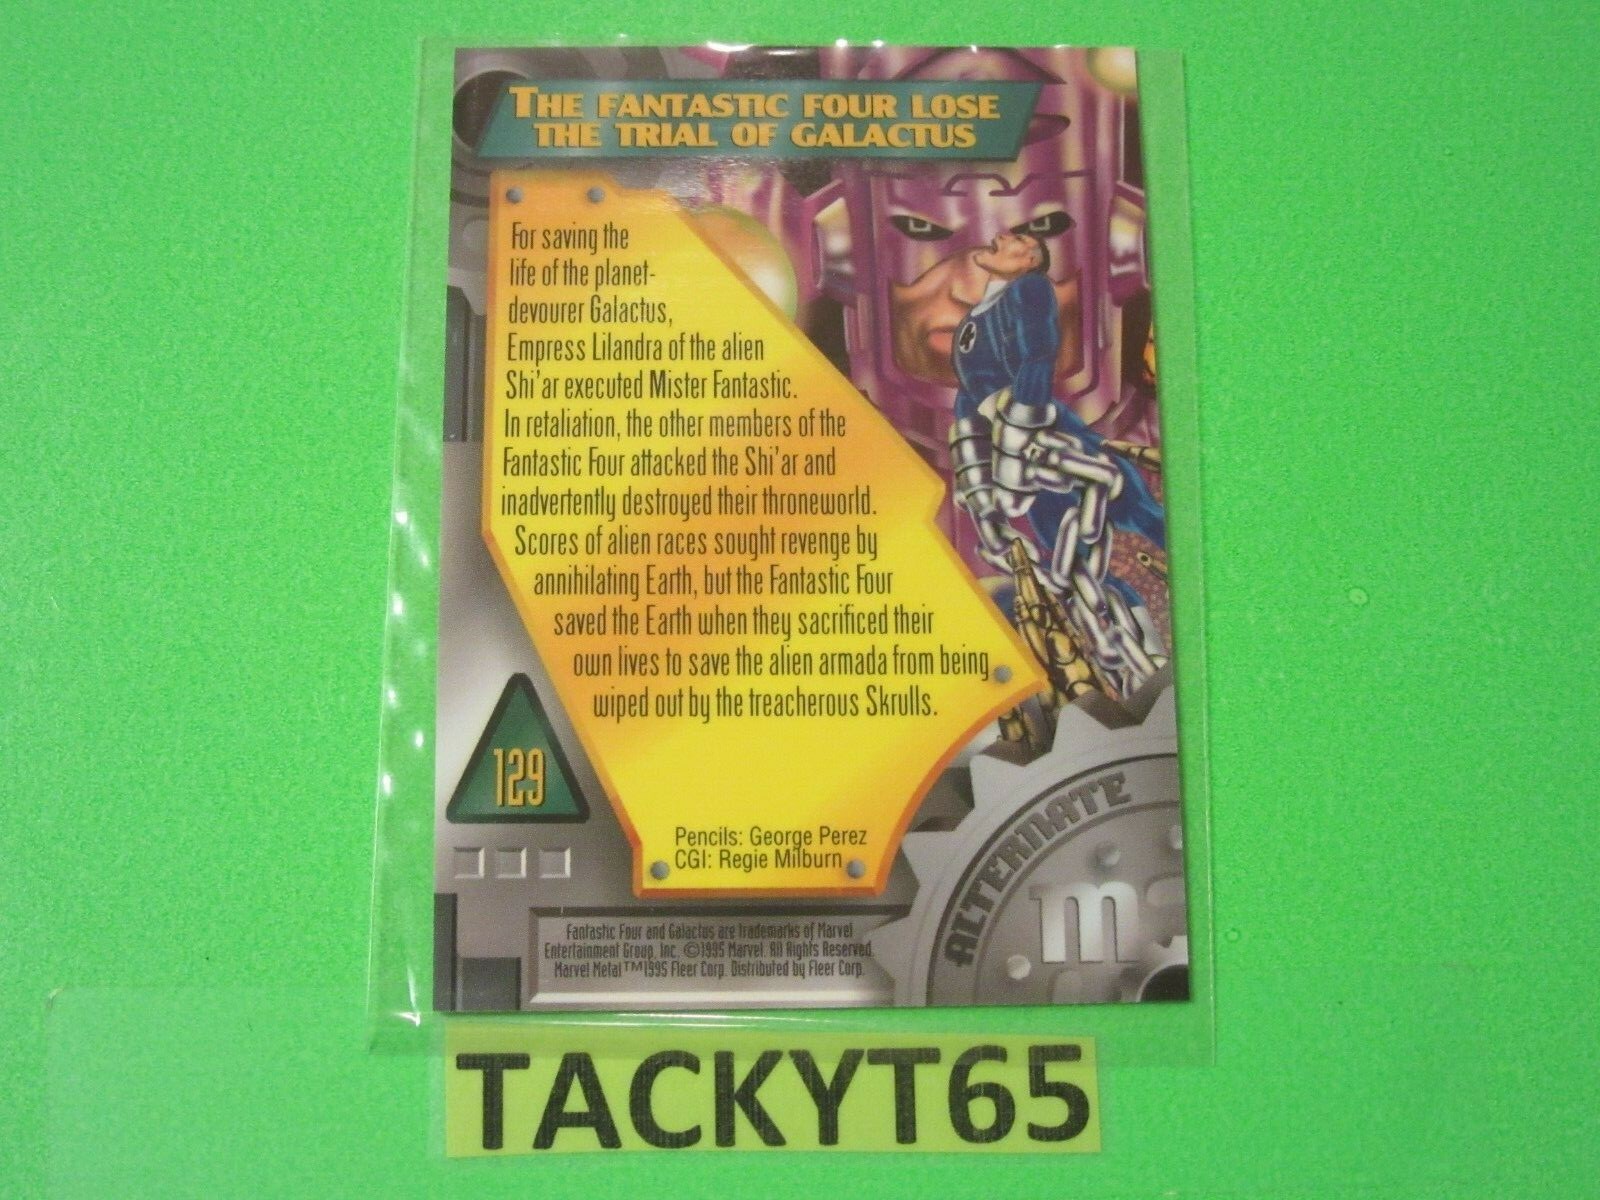 THE FANTASTIC FOUR LOSE
THE TRIAL OF GALACTUS
For saving the
life of the planet-
devourer Galactus,
Empress Lilandra of the alien
Shi'ar executed Mister Fantastic.
In retaliation, the other members of the
Fantastic Four attacked the Shi'ar and
inadvertently destroyed their throneworld.
Scores of alien races sought revenge by
annihilating Earth, but the Fantastic Four
saved the Earth when they sacrificed their
own lives to save the alien armada from being
wiped out by the treacherous Skrulls.
4
129
Pencils: George Perez
CGI: Regie Milburn
ALTERNATE
m
Fantastic Four and Galactus are trademarks of Marvel
Entertainment Group, Inc. ©1995 Marvel. All Rights Reserved.
Marvel Metal™1995 Fleer Corp. Distributed by Fleer Corp.
TACKYT65